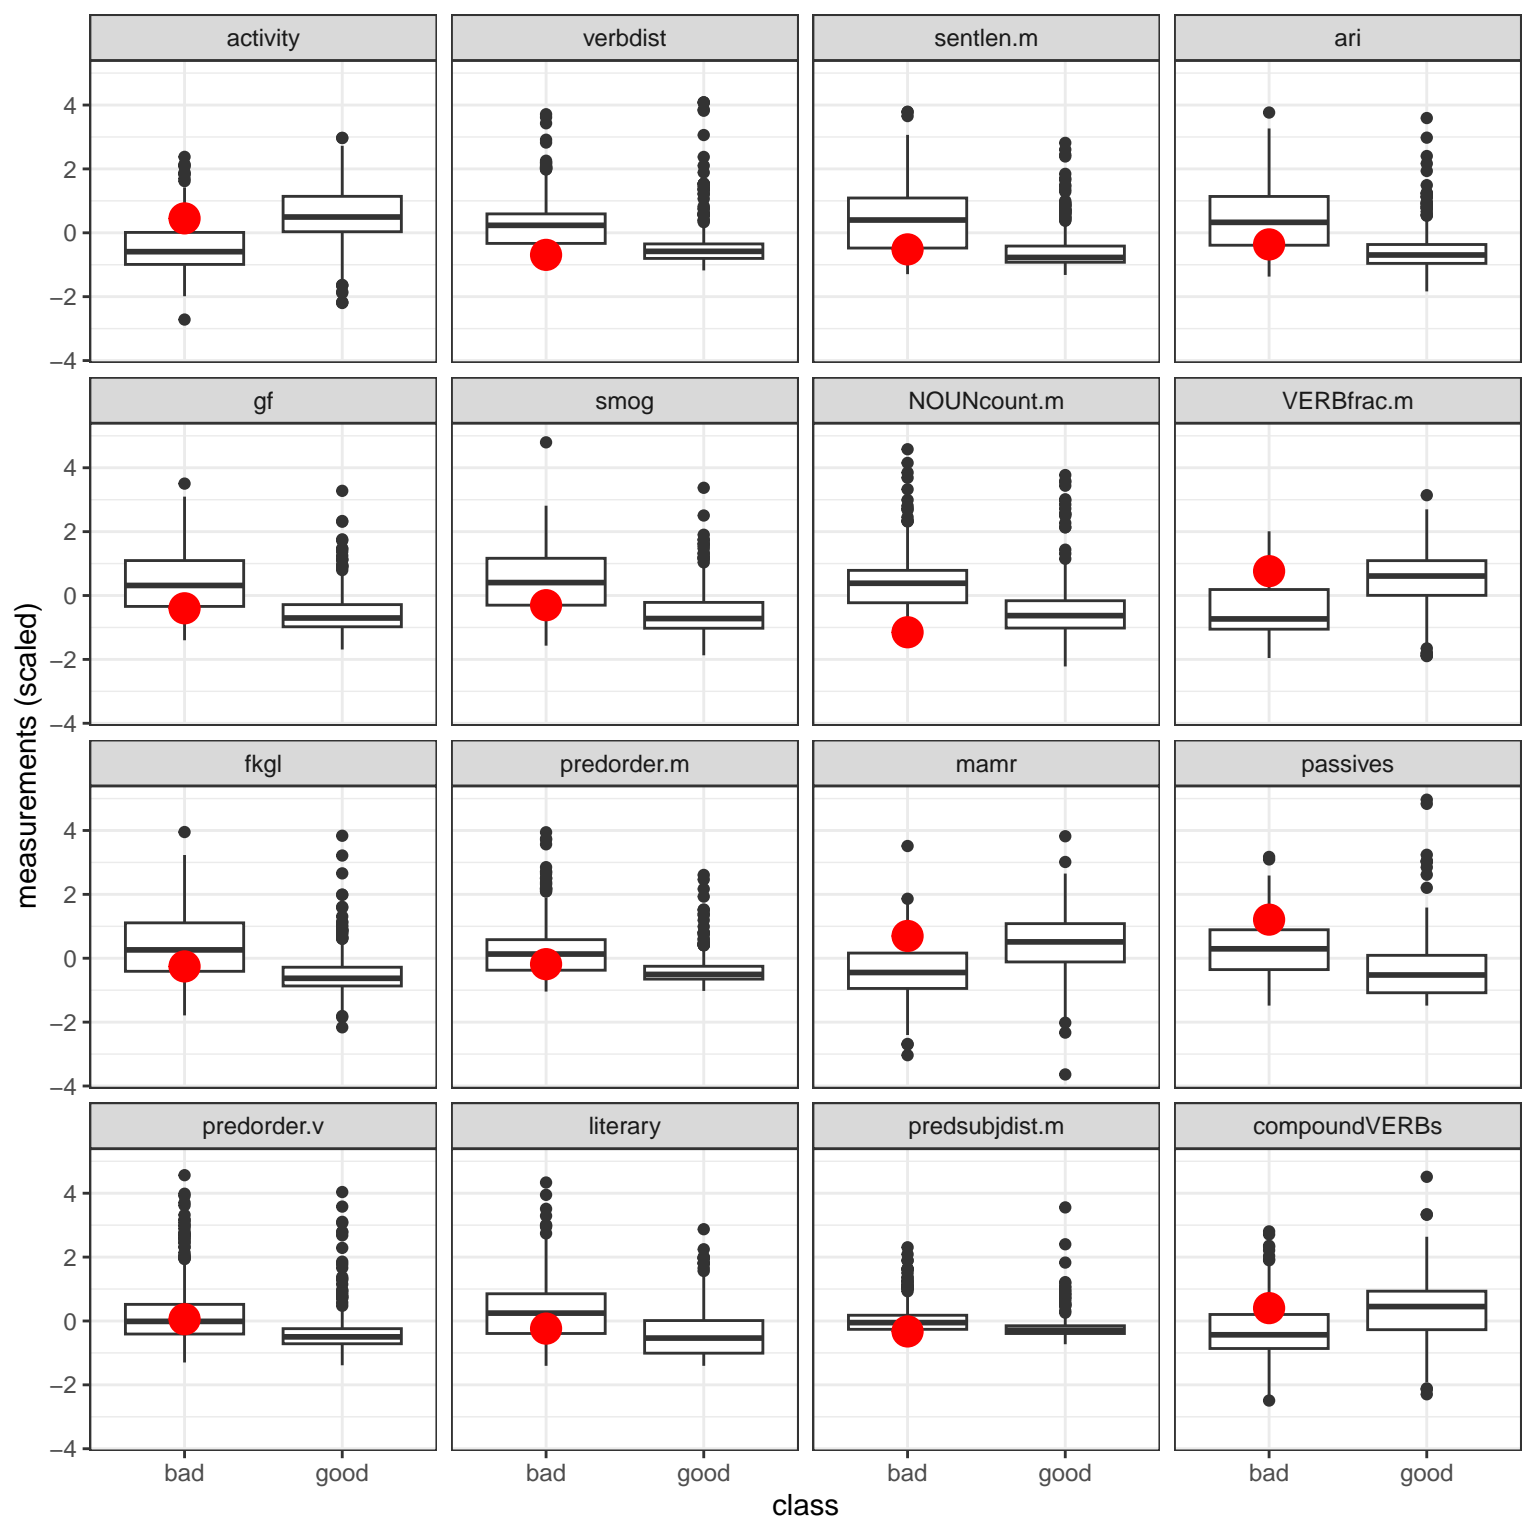 activity verbdist sentlen.m ari
4
2
0
−2
−4
gf smog NOUNcount.m VERBfrac.m
4
2
0
−2
−4
measurements (scaled)
fkgl predorder.m mamr passives
4
2
0
−2
−4
predorder.v literary predsubjdist.m compoundVERBs
4
2
0
−2
−4
bad good bad good bad good bad good
class